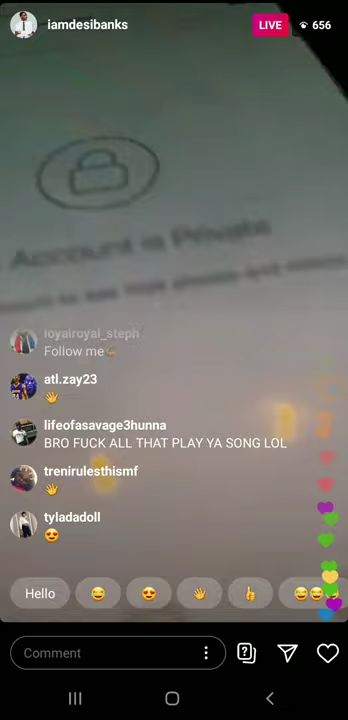 iamdesibanks
LIVE
656
Account is Private
loyalroyal_steph
Follow me
atl.zay23
lifeofasavage3hunna
BRO FUCK ALL THAT PLAY YA SONG LOL
trenirulesthismf
tyladadoll
Hello
Comment